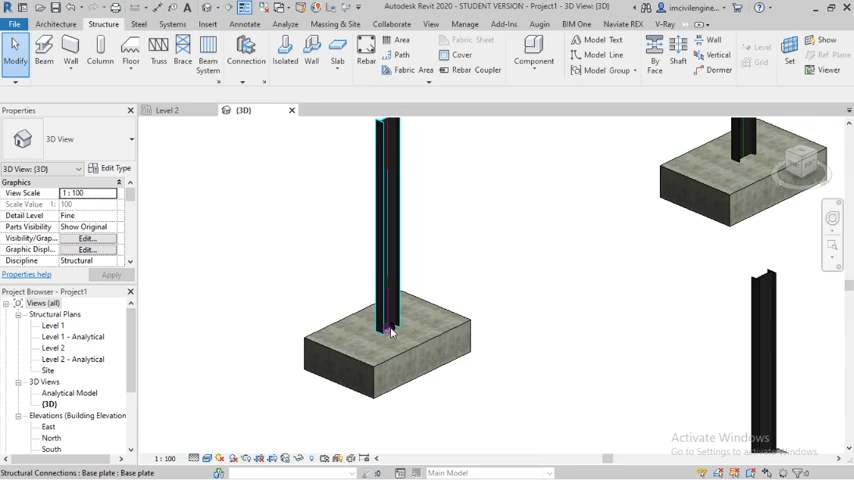 Autodesk Revit 2020 - STUDENT VERSION - Project1 - 3D View: {3D}
imcivilengine...
File Architecture Structure Steel Systems Insert Annotate Analyze Massing & Site Collaborate View Manage Add-Ins Augin BIM One Naviate REX V-Ray
Modify Beam Wall Column Floor Truss Brace Beam System Connection Isolated Wall Slab Rebar Component By Face Shaft Set
Area Fabric Sheet Model Text Wall Level Show
Path Cover Model Line Vertical Grid Ref Plane
Fabric Area Rebar Coupler Model Group Dormer Viewer
Properties
Level 2 {3D}
3D View
3D View: {3D} Edit Type
Graphics
View Scale 1 : 100
Scale Value 1: 100
Detail Level Fine
Parts Visibility Show Original
Visibility/Grap... Edit...
Graphic Displ... Edit...
Discipline Structural
Properties help Apply
Project Browser - Project1
Views (all)
Structural Plans
Level 1
Level 1 - Analytical
Level 2
Level 2 - Analytical
Site
3D Views
Analytical Model
{3D}
Elevations (Building Elevation
East
North
South
Activate Windows
Go to Settings to activate Windows.
1 : 100
Structural Connections : Base plate : Base plate
:0 Main Model :0